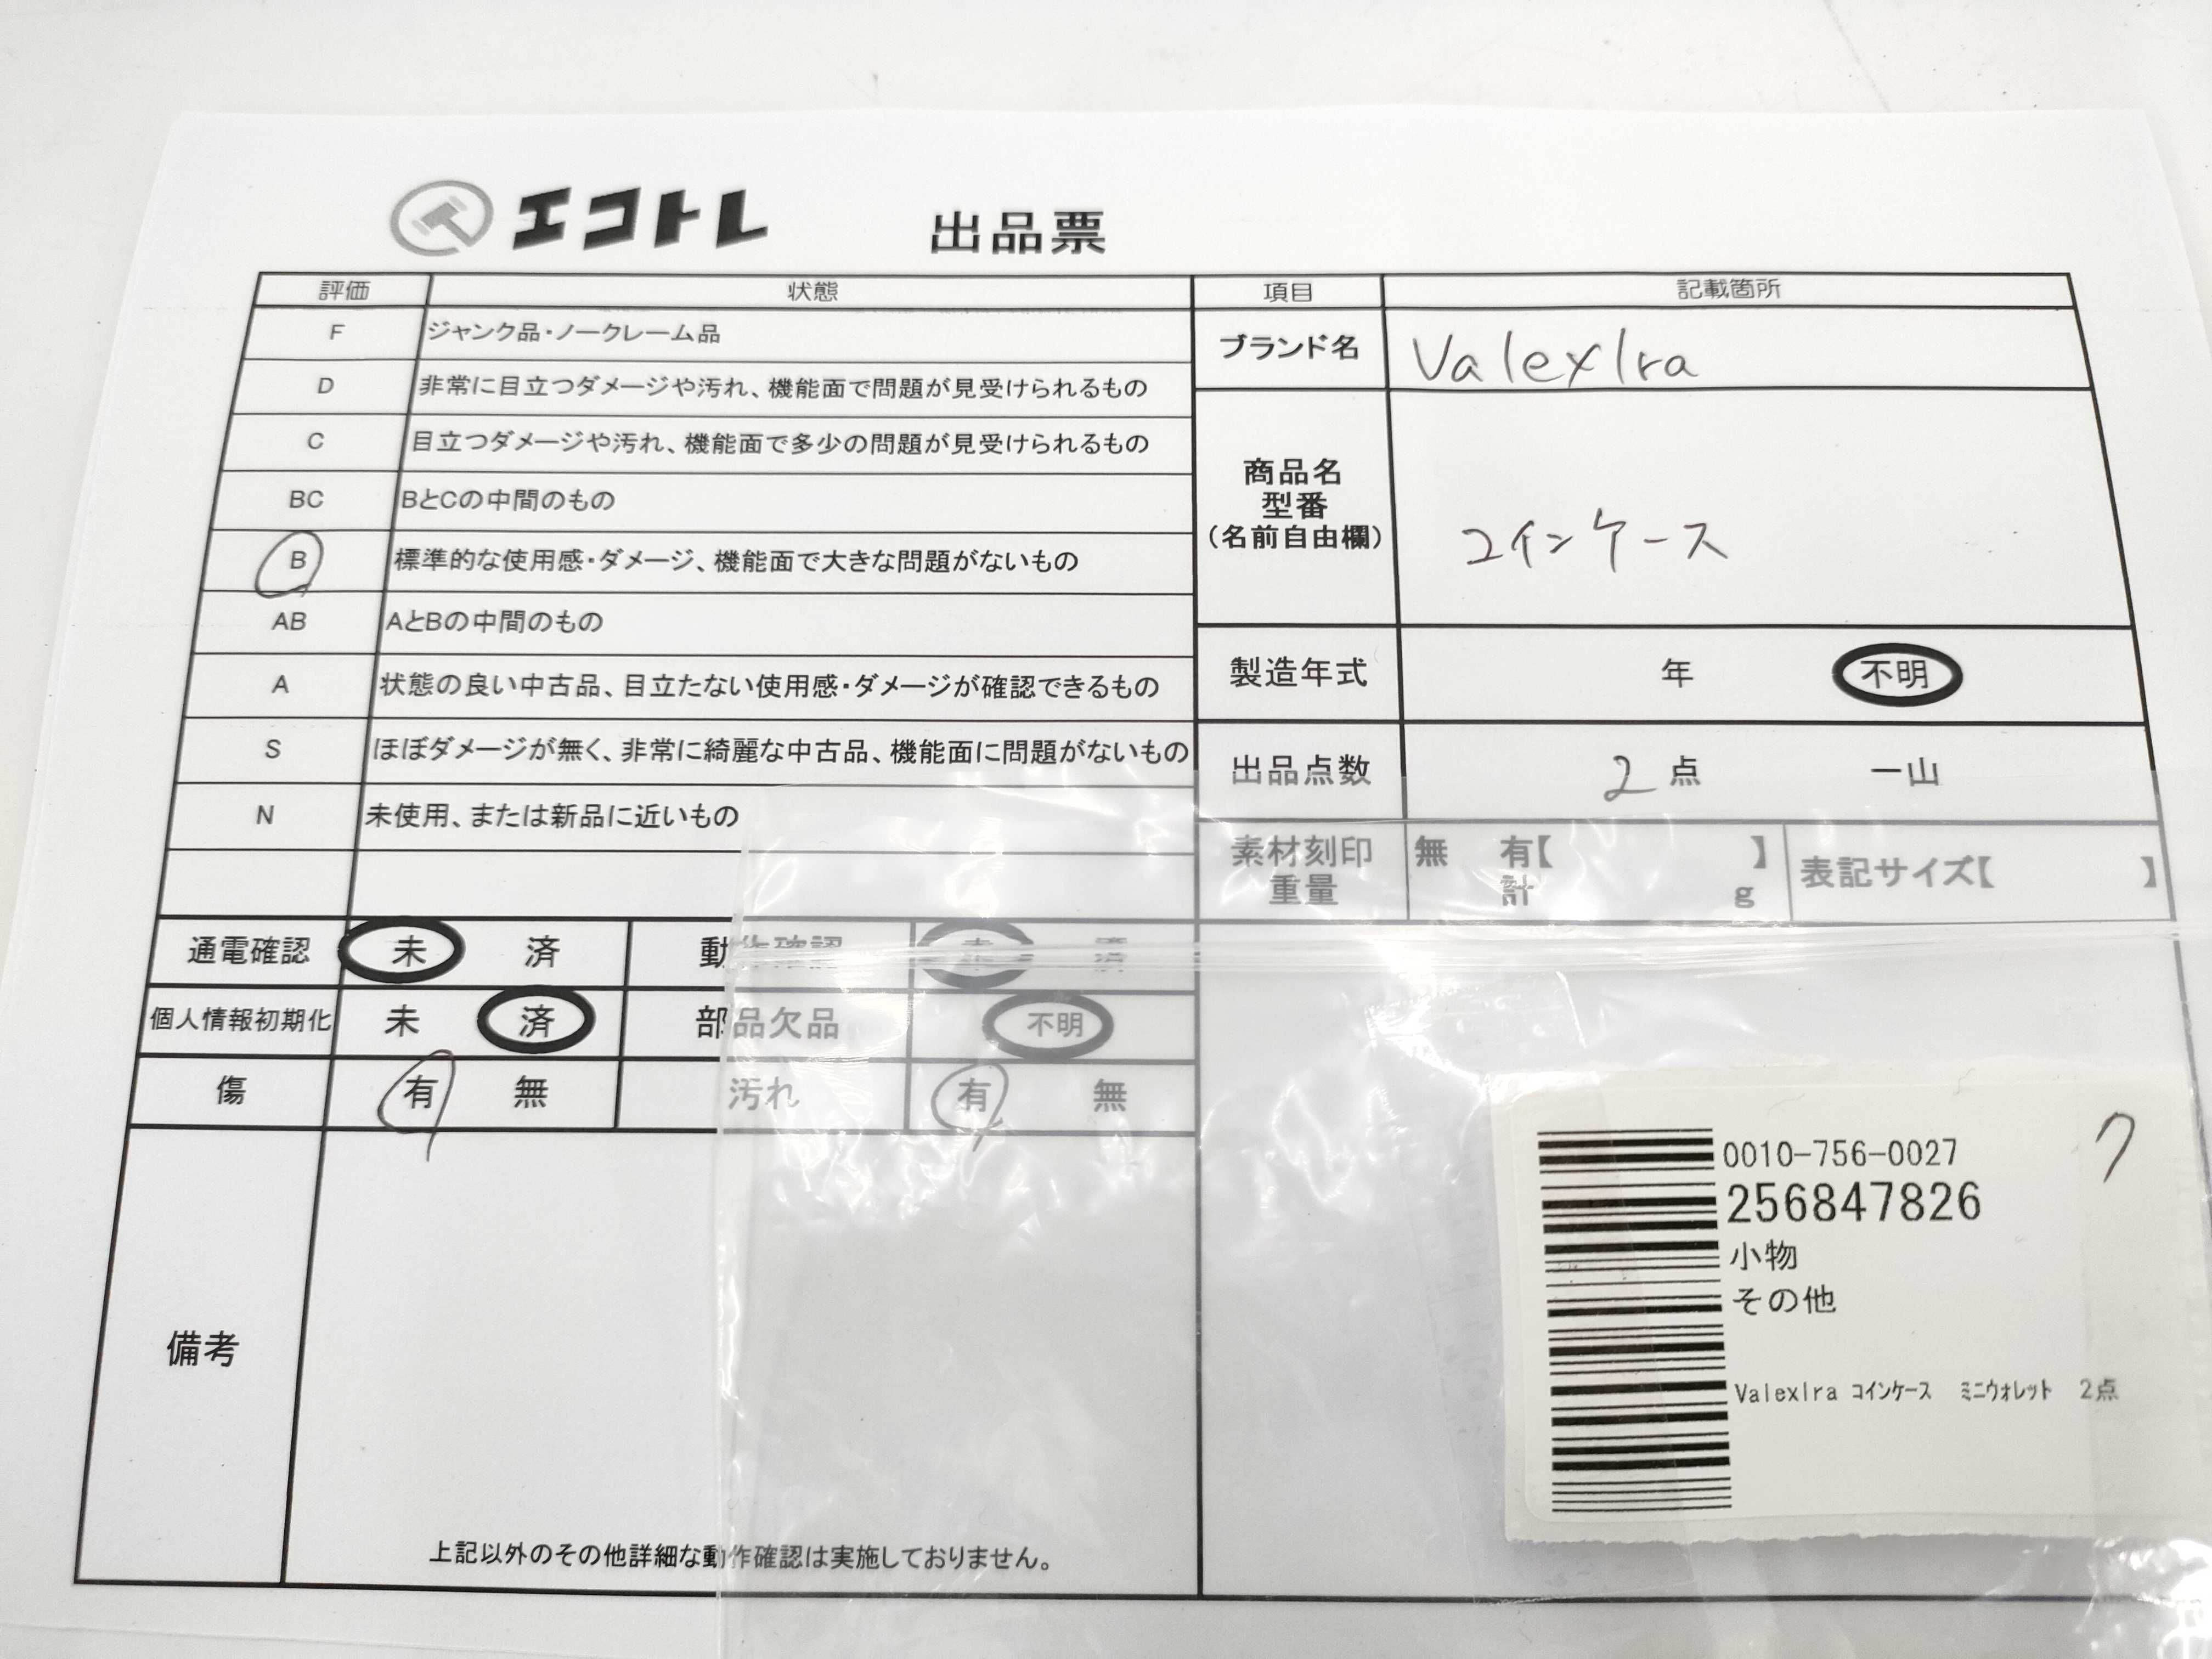 エコトレ 出品票
評価 状態
F ジャンク品・ノークレーム品
D 非常に目立つダメージや汚れ、機能面で問題が見受けられるもの
C 目立つダメージや汚れ、機能面で多少の問題が見受けられるもの
BC BとCの中間のもの
B 標準的な使用感・ダメージ、機能面で大きな問題がないもの
AB AとBの中間のもの
A 状態の良い中古品、目立たない使用感・ダメージが確認できるもの
S ほぼダメージが無く、非常に綺麗な中古品、機能面に問題がないもの
N 未使用、または新品に近いもの
通電確認 未 済 動作確認 未 済
個人情報初期化 未 済 部品欠品 不明
傷 有 無 汚れ 有 無
備考
上記以外のその他詳細な動作確認は実施しておりません。
項目 記載箇所
ブランド名 Valexlra
商品名
型番
(名前自由欄)
コインケース
製造年式 年 不明
出品点数 2 点 一山
素材刻印 無 有【 】
重量 計 g
表記サイズ【 】
0010-756-0027
256847826
小物
その他
Valexlra コインケース ミニウォレット 2点